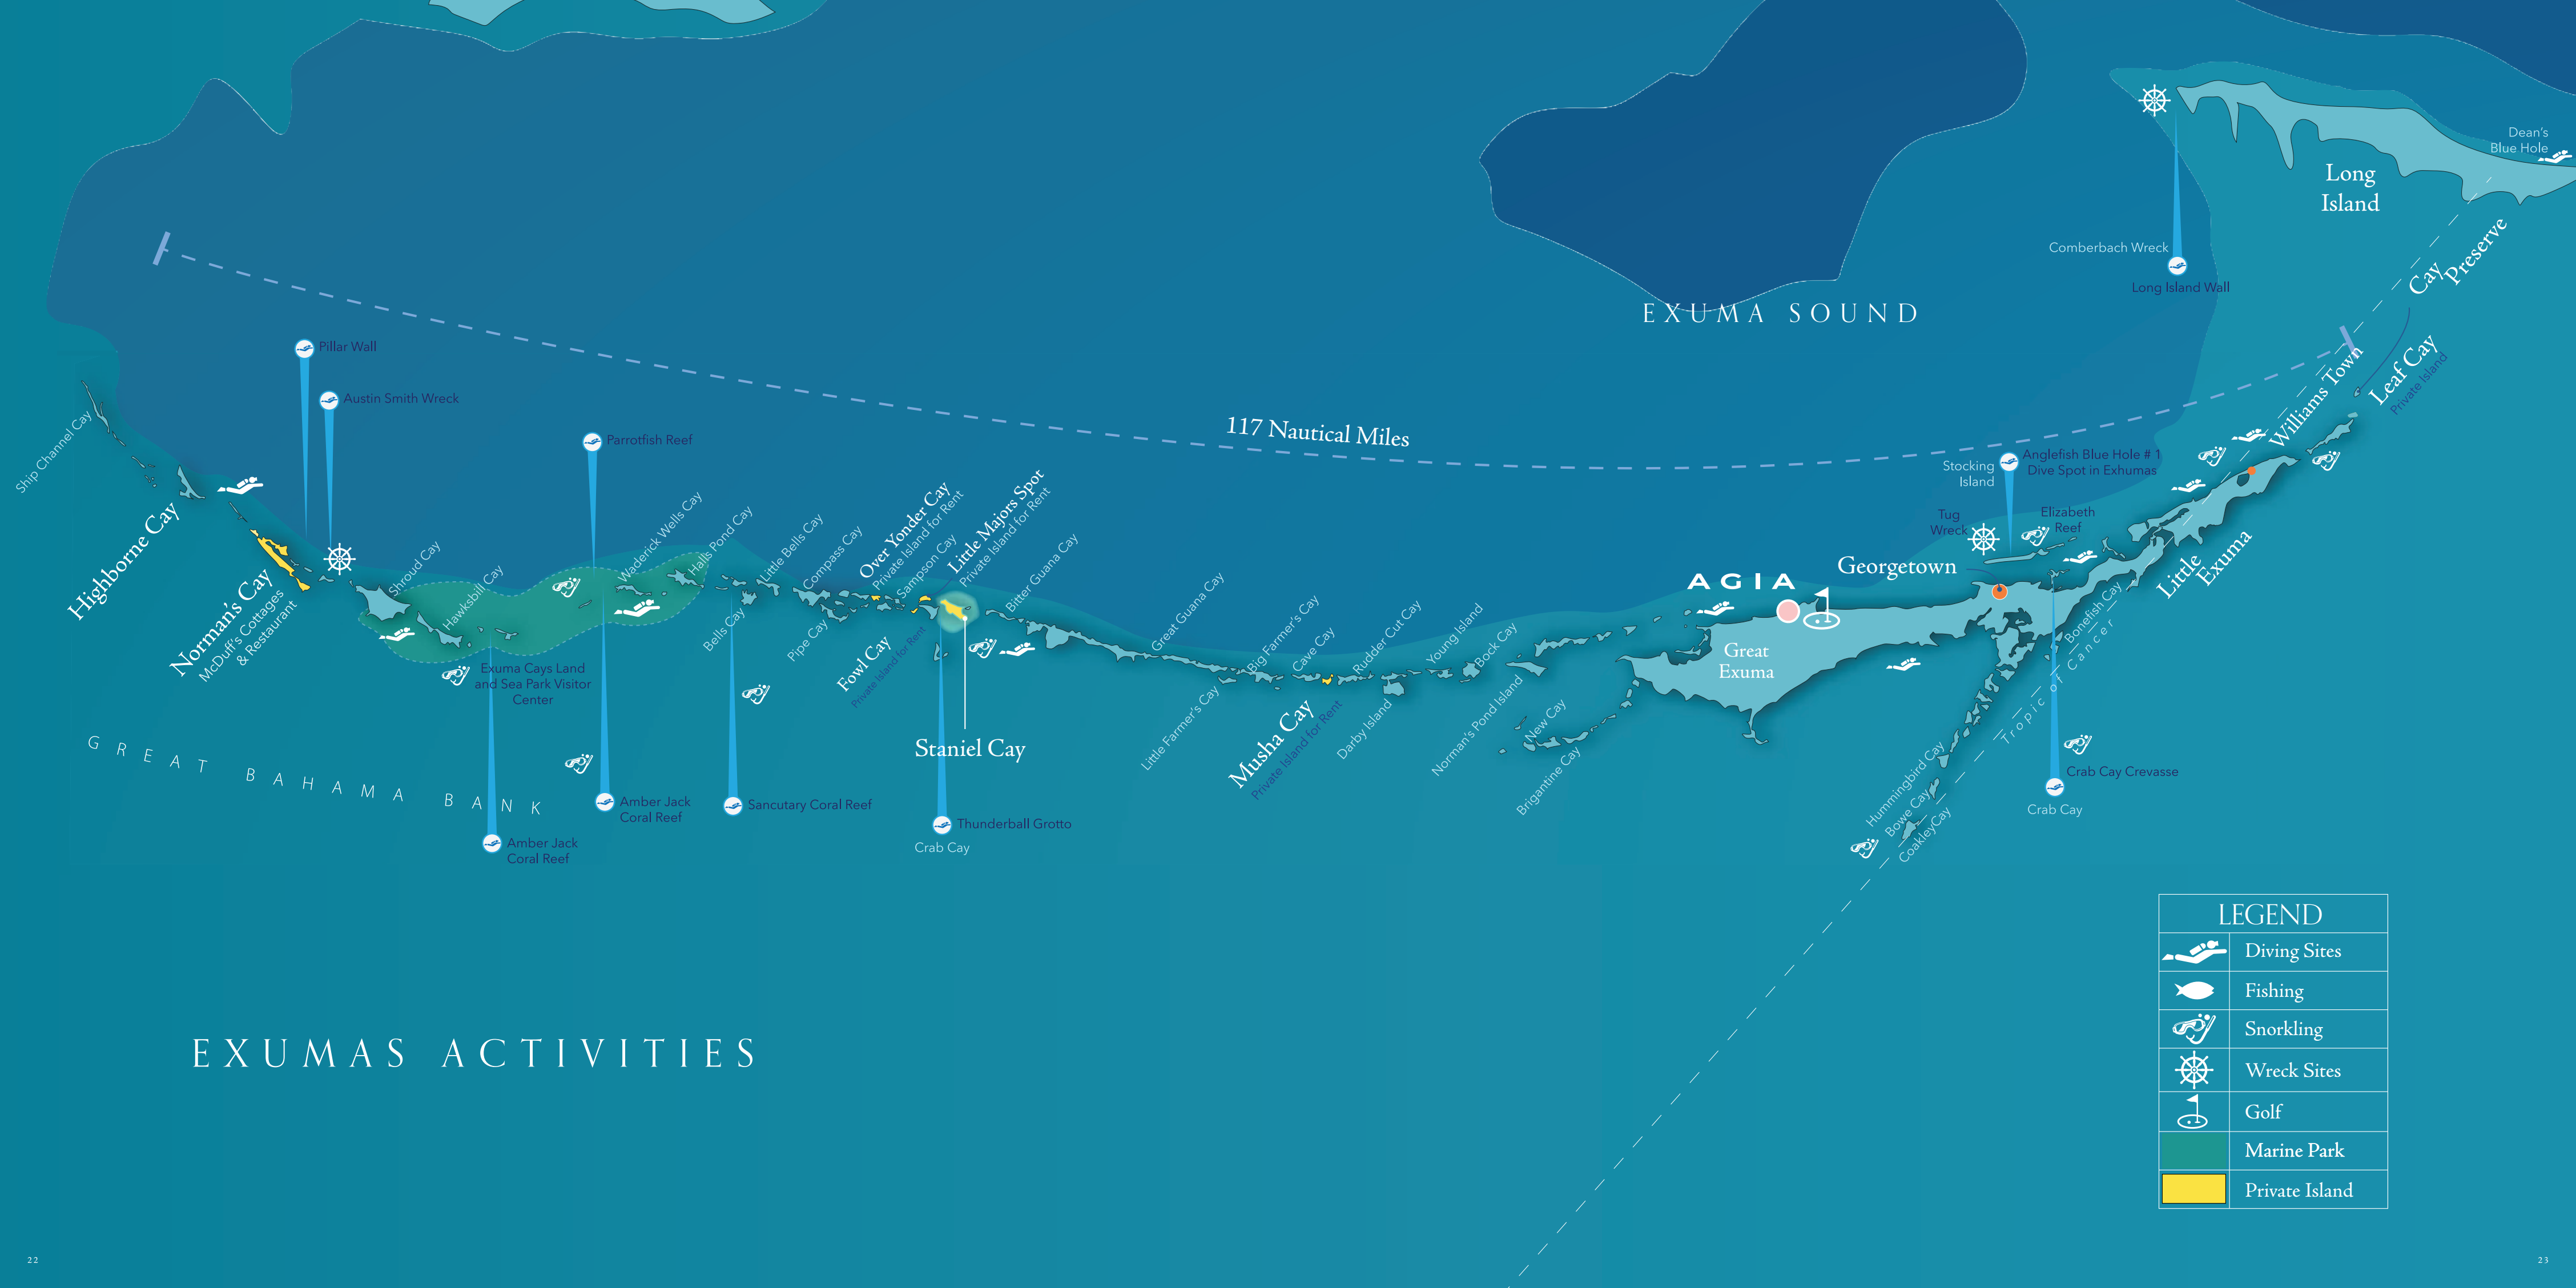 Dean's
Blue Hole
Long
Island
Comberbach Wreck
Long Island Wall
Cay
Preserve
EXUMA SOUND
Pillar Wall
Austin Smith Wreck
Parrotfish Reef
117 Nautical Miles
Williams Town
Leaf Cay
Private Island
Stocking
Island
Anglefish Blue Hole # 1
Dive Spot in Exhumas
Tug
Wreck
Elizabeth
Reef
Georgetown
AGIA
Great
Exuma
Little
Exuma
Bonefish Cay
Tropic of Cancer
Ship Channel Cay
Highborne Cay
Norman's Cay
McDuff's Cottages
& Restaurant
Shroud Cay
Hawksbill Cay
Exuma Cays Land
and Sea Park Visitor
Center
Waderick Wells Cay
Halls Pond Cay
Bells Cay
Little Bells Cay
Pipe Cay
Compass Cay
Over Yonder Cay
Private Island for Rent
Sampson Cay
Fowl Cay
Private Island for Rent
Little Majors Spot
Private Island for Rent
Bitter Guana Cay
Staniel Cay
Great Guana Cay
Little Farmer's Cay
Big Farmer's Cay
Cave Cay
Musha Cay
Private Island for Rent
Rudder Cut Cay
Darby Island
Young Island
Bock Cay
Norman's Pond Island
New Cay
Brigantine Cay
Hummingbird Cay
Bowe Cay
CoakleyCay
Crab Cay Crevasse
Crab Cay
GREAT BAHAMA BANK
Amber Jack
Coral Reef
Amber Jack
Coral Reef
Sancutary Coral Reef
Thunderball Grotto
Crab Cay
EXUMAS ACTIVITIES
LEGEND
Diving Sites
Fishing
Snorkling
Wreck Sites
Golf
Marine Park
Private Island
22
23